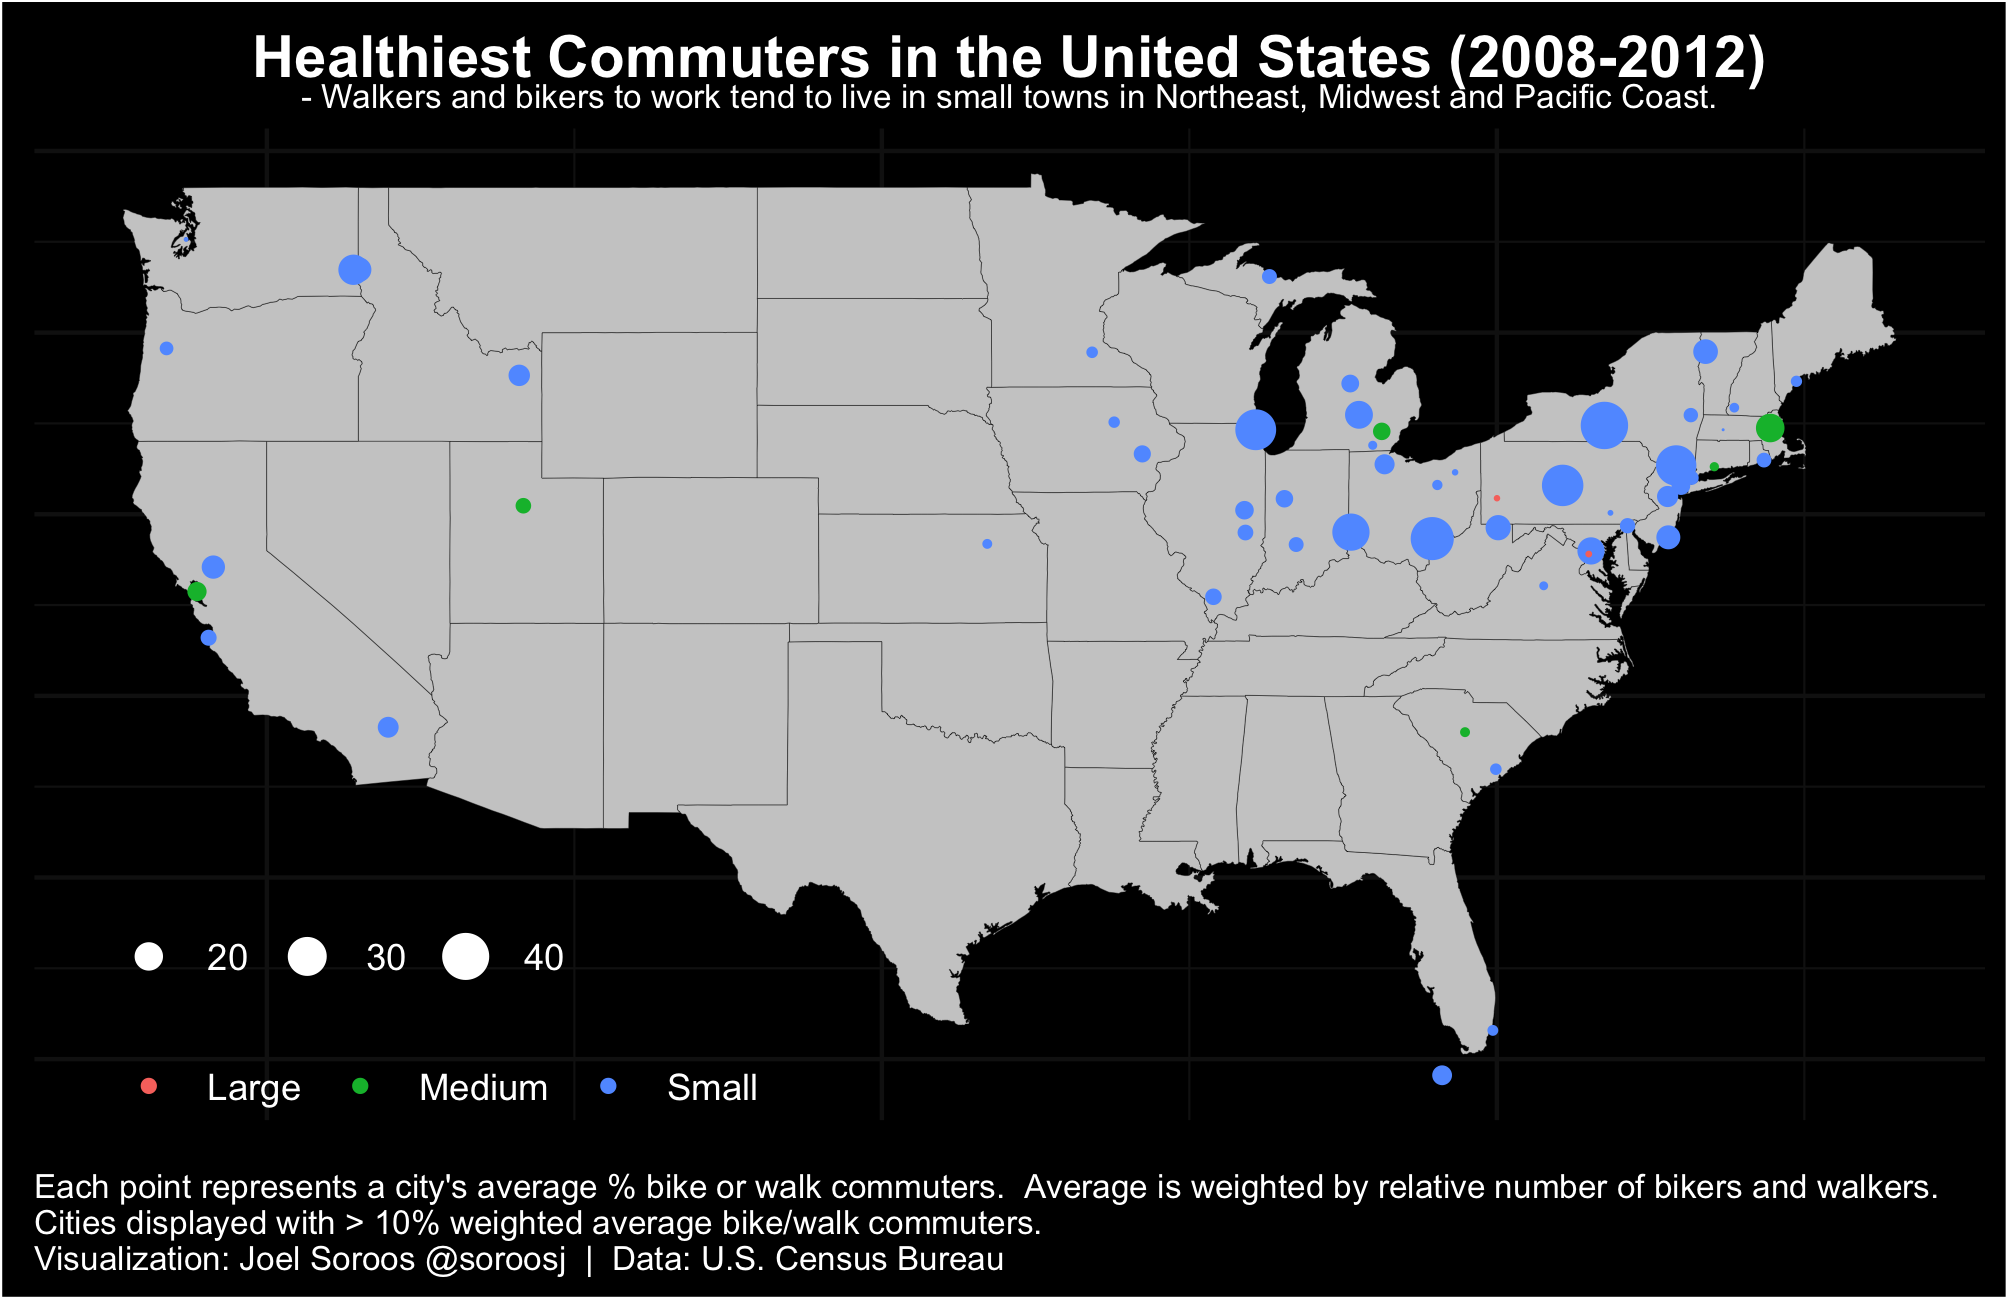 Healthiest Commuters in the United States (2008-2012)
- Walkers and bikers to work tend to live in small towns in Northeast, Midwest and Pacific Coast.
20 30 40
Large Medium Small
Each point represents a city's average % bike or walk commuters.  Average is weighted by relative number of bikers and walkers.
Cities displayed with > 10% weighted average bike/walk commuters.
Visualization: Joel Soroos @soroosj  |  Data: U.S. Census Bureau